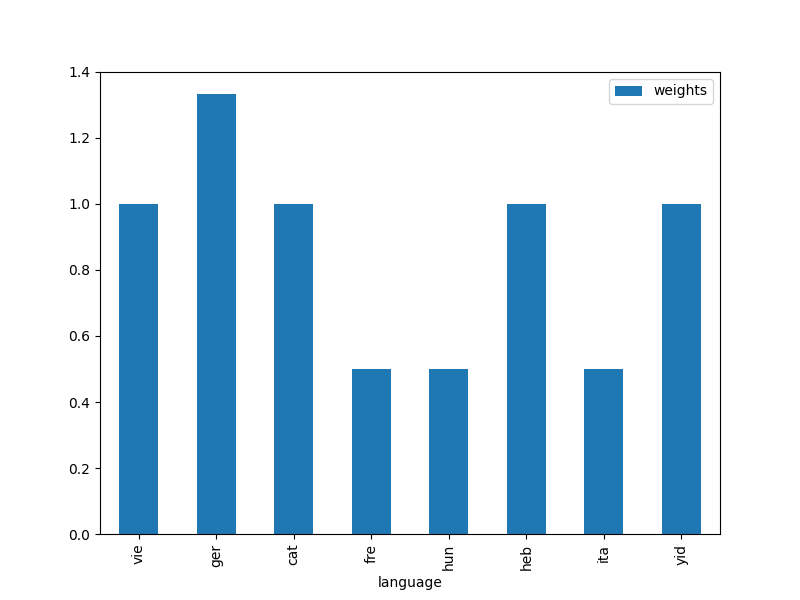 1.4
1.2
1.0
0.8
0.6
0.4
0.2
0.0
weights
vie
ger
cat
fre
hun
heb
ita
yid
language